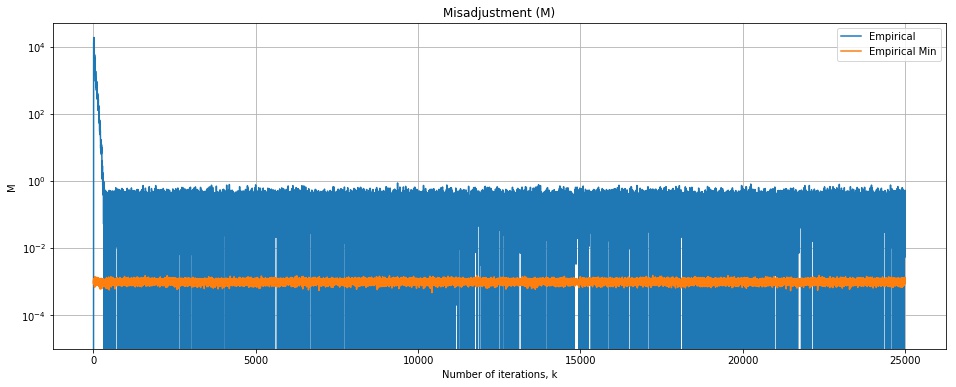 Misadjustment (M)
Empirical
Empirical Min
10^4
10^2
10^0
10^-2
10^-4
M
0
5000
10000
15000
20000
25000
Number of iterations, k